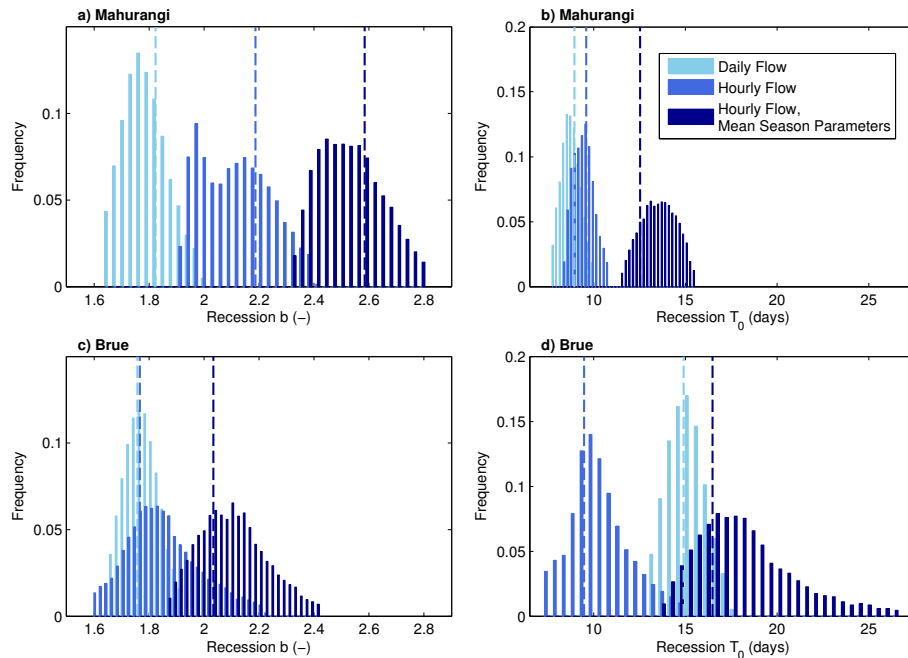 a) Mahurangi
0.1
0.05
0
Frequency
1.6 1.8 2 2.2 2.4 2.6 2.8
Recession b (−)
b) Mahurangi
0.2
0.15
0.1
0.05
0
Frequency
10 15 20 25
Recession T0 (days)
Daily Flow
Hourly Flow
Hourly Flow,
Mean Season Parameters
c) Brue
0.1
0.05
0
Frequency
1.6 1.8 2 2.2 2.4 2.6 2.8
Recession b (−)
d) Brue
0.2
0.15
0.1
0.05
0
Frequency
10 15 20 25
Recession T0 (days)